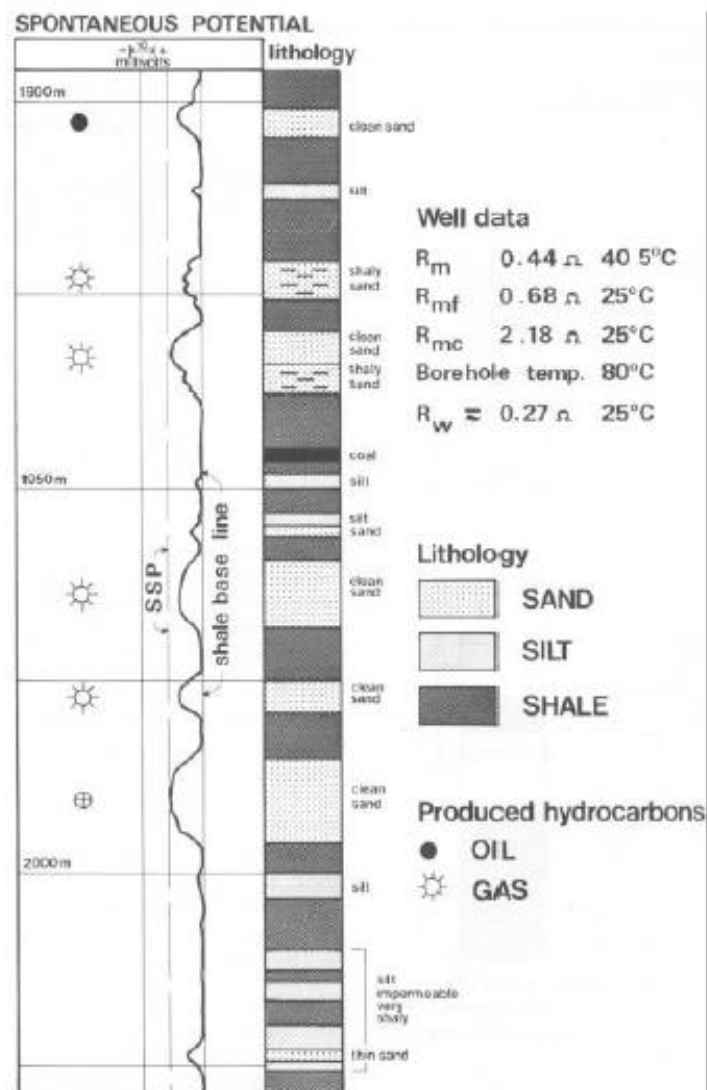 SPONTANEOUS POTENTIAL
millivolts
lithology
1900m
clean sand
silt
shaly
sand
clean
sand
shaly
sand
coal
1950m
silt
silt
sand
SSP
shale base line
clean
sand
clean
sand
clean
sand
2000m
silt
silt
impermeable
very
shaly
thin sand
Well data
Rm 0.44 Ω 40 5°C
Rmf 0.68 Ω 25°C
Rmc 2.18 Ω 25°C
Borehole temp. 80°C
Rw = 0.27 Ω 25°C
Lithology
SAND
SILT
SHALE
Produced hydrocarbons
OIL
GAS